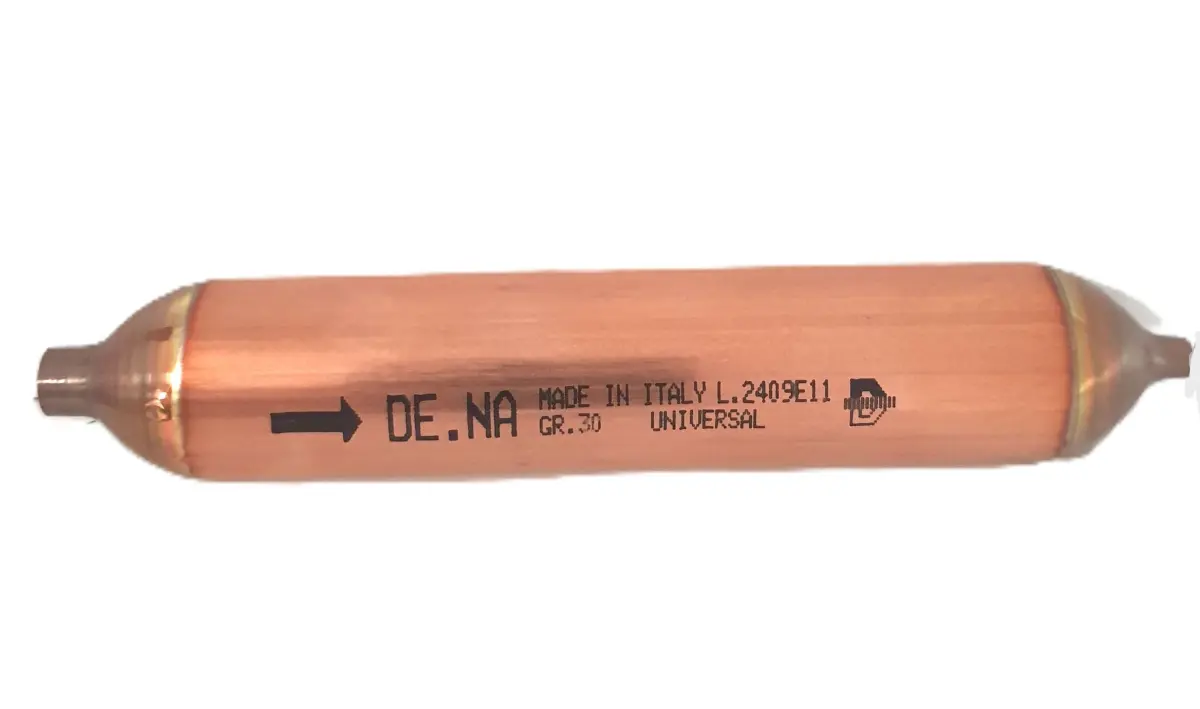 DE.NA
MADE IN ITALY L.2409E11
GR.30 UNIVERSAL